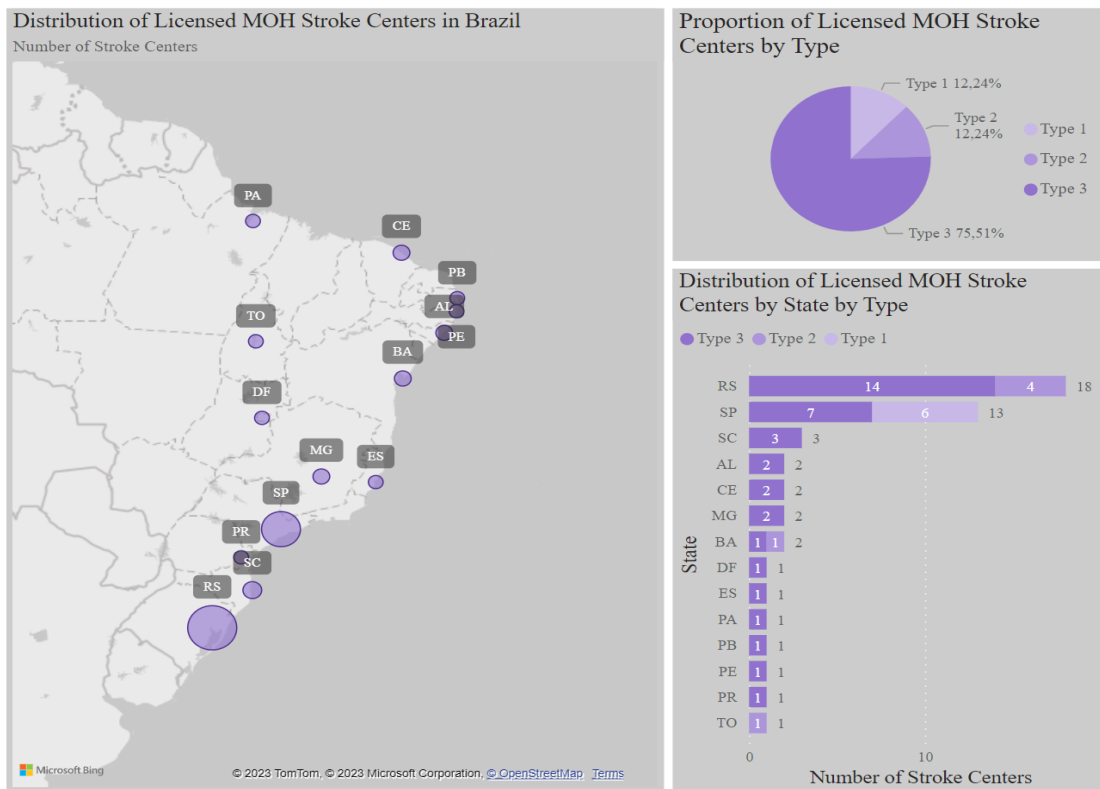 Distribution of Licensed MOH Stroke Centers in Brazil
Number of Stroke Centers
PA
CE
PB
AL
PE
TO
BA
DF
MG
ES
SP
PR
SC
RS
Microsoft Bing
© 2023 TomTom, © 2023 Microsoft Corporation, © OpenStreetMap Terms
Proportion of Licensed MOH Stroke
Centers by Type
Type 1 12,24%
Type 2
12,24%
Type 3 75,51%
Type 1
Type 2
Type 3
Distribution of Licensed MOH Stroke
Centers by State by Type
Type 3 Type 2 Type 1
State
RS 14 4 18
SP 7 6 13
SC 3 3
AL 2 2
CE 2 2
MG 2 2
BA 1 1 2
DF 1 1
ES 1 1
PA 1 1
PB 1 1
PE 1 1
PR 1 1
TO 1 1
0 10
Number of Stroke Centers